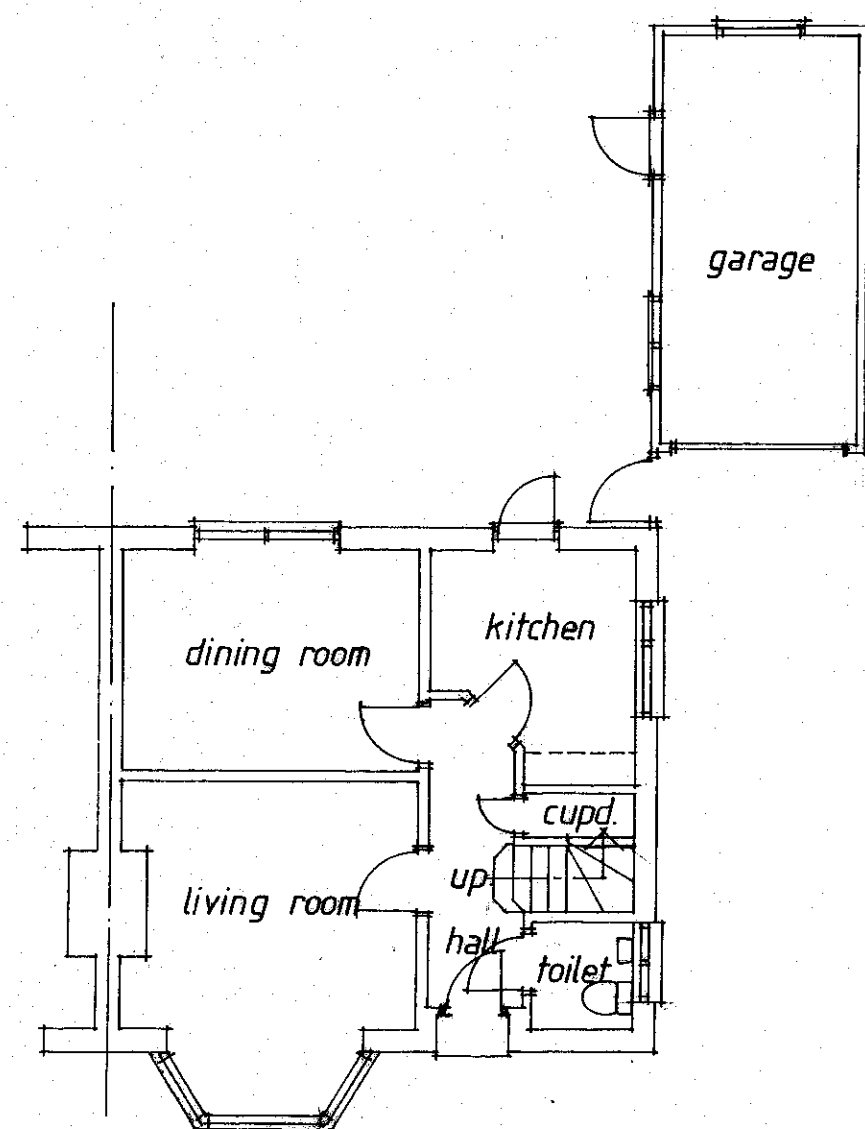 garage
kitchen
dining room
cupd.
up
living room
hall
toilet